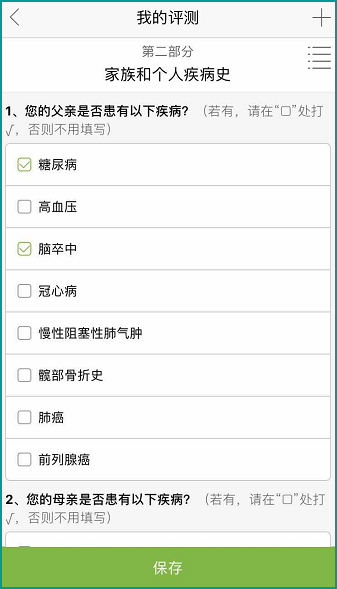 我的评测
第二部分
家族和个人疾病史
1、您的父亲是否患有以下疾病？（若有，请在“□”处打
√，否则不用填写）
糖尿病
高血压
脑卒中
冠心病
慢性阻塞性肺气肿
髋部骨折史
肺癌
前列腺癌
2、您的母亲是否患有以下疾病？（若有，请在“□”处打
√，否则不用填写）
保存